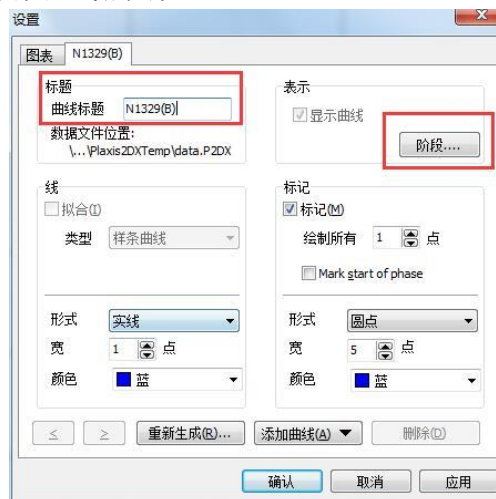 设置
图表 N1329(B)
标题
曲线标题 N1329(B)
数据文件位置:
\...\Plaxis2DXTemp\data.P2DX
表示
显示曲线
阶段....
线
拟合(I)
类型 样条曲线
标记
标记(M)
绘制所有 1 点
Mark start of phase
形式 实线
宽 1 点
颜色 蓝
形式 圆点
宽 5 点
颜色 蓝
≤ ≥ 重新生成(R)... 添加曲线(A) 删除(D)
确认 取消 应用